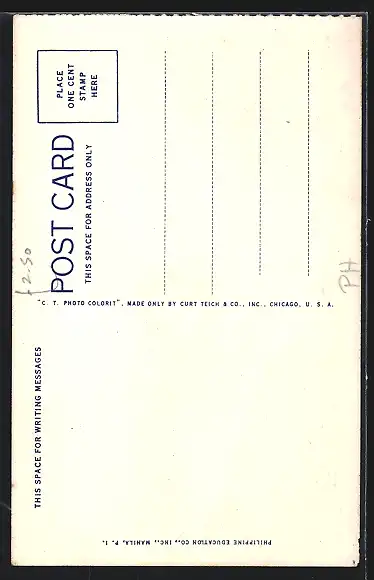 PLACE
ONE CENT
STAMP
HERE
POST CARD
THIS SPACE FOR ADDRESS ONLY
"C. T. PHOTO COLORIT", MADE ONLY BY CURT TEICH & CO., INC., CHICAGO, U. S. A.
THIS SPACE FOR WRITING MESSAGES
PHILIPPINE EDUCATION CO., INC., MANILA, P. I.
£2-50
PH